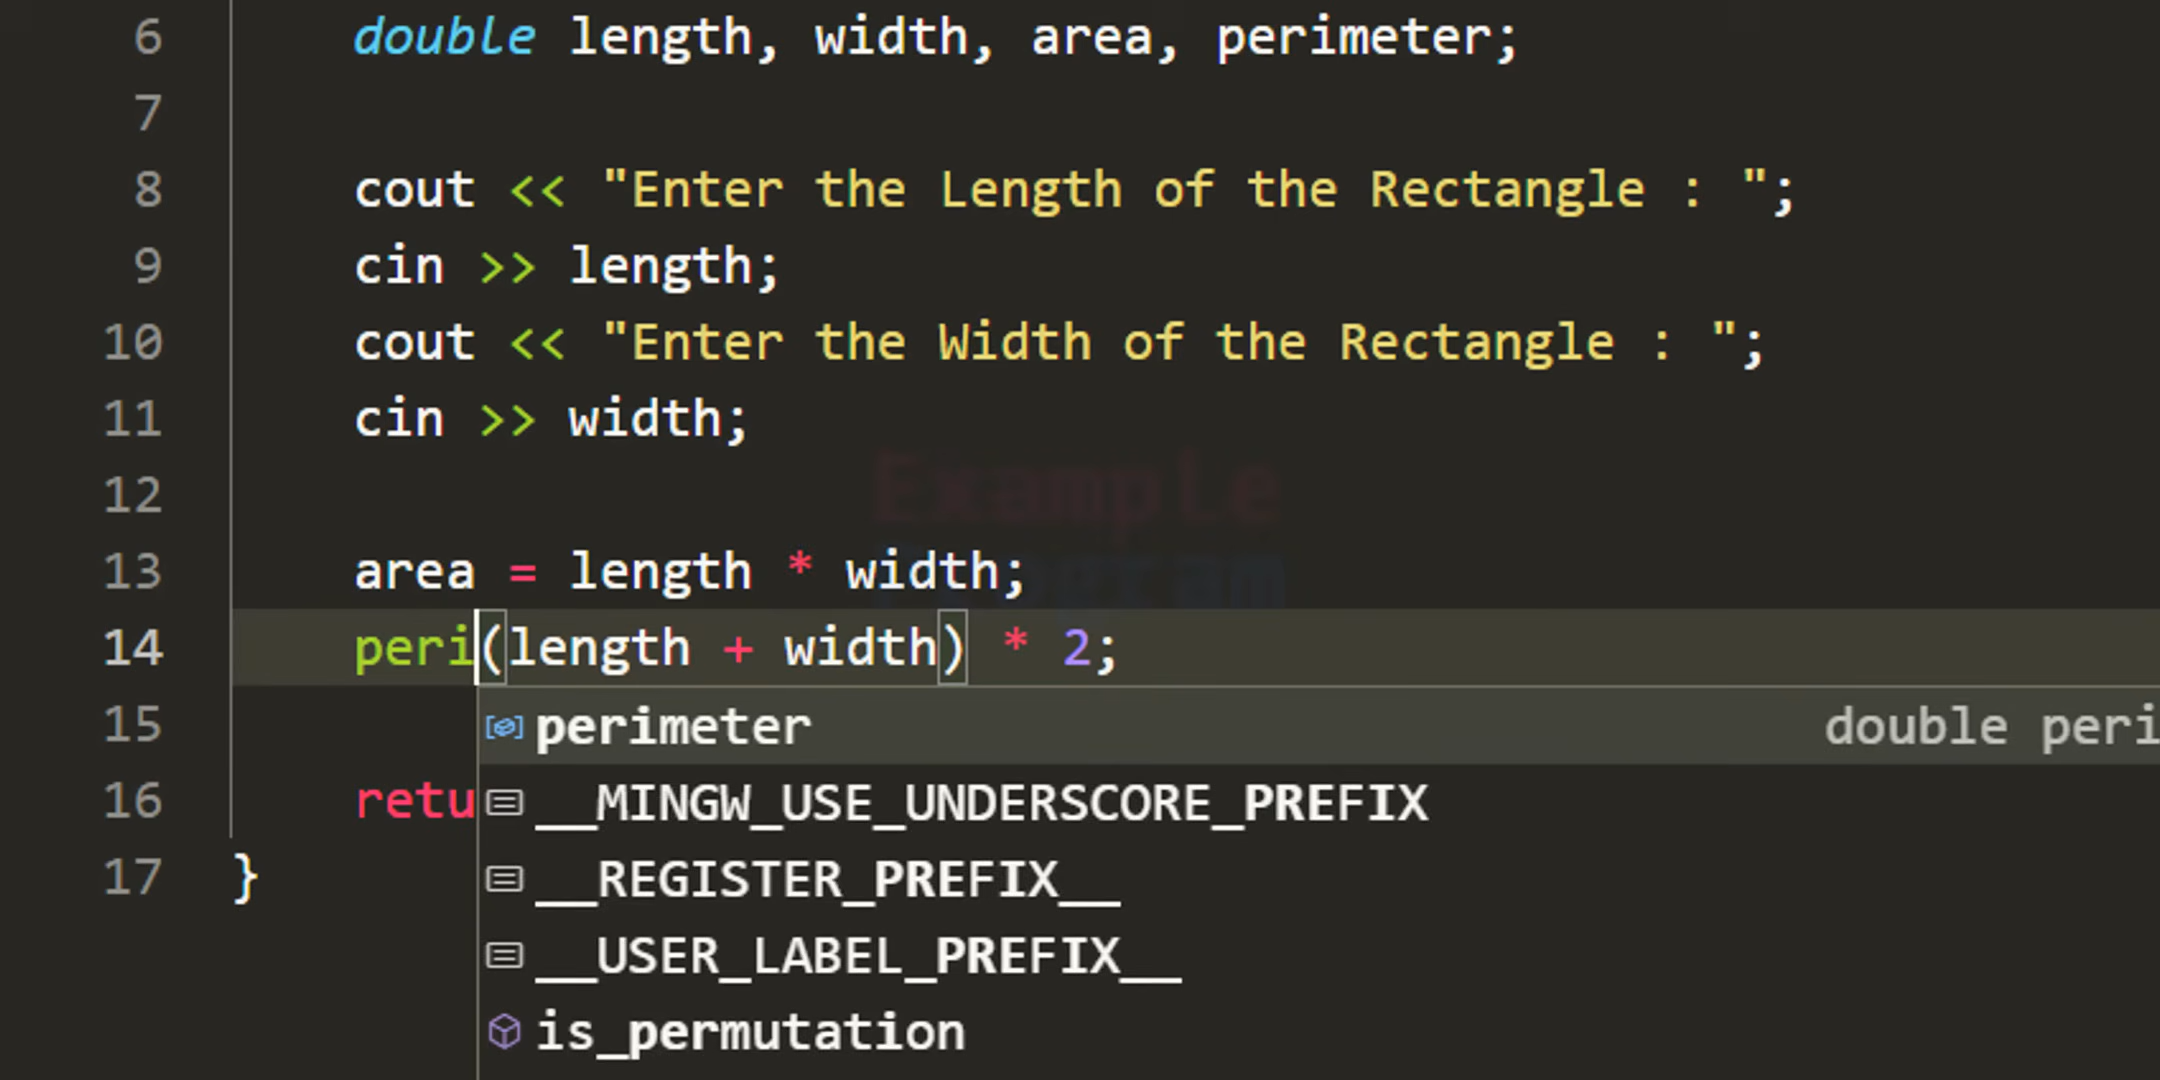 6 double length, width, area, perimeter;
7
8 cout << "Enter the Length of the Rectangle : ";
9 cin >> length;
10 cout << "Enter the Width of the Rectangle : ";
11 cin >> width;
12
Example
13 area = length * width;
Program
14 peri(length + width) * 2;
15 perimeter double peri
16 retu __MINGW_USE_UNDERSCORE_PREFIX
17 } __REGISTER_PREFIX__
__USER_LABEL_PREFIX__
is_permutation